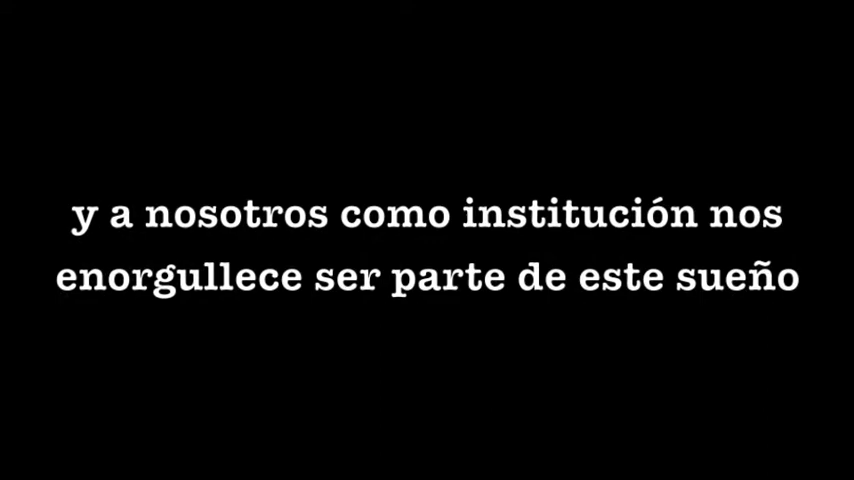 y a nosotros como institución nos
enorgullece ser parte de este sueño